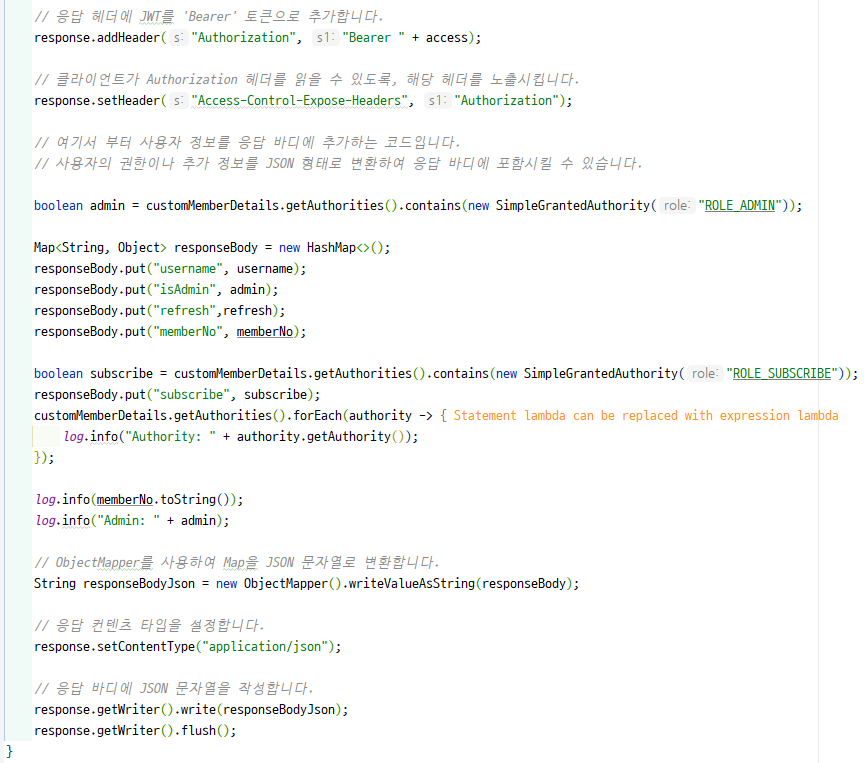 // 응답 헤더에 JWT를 'Bearer' 토큰으로 추가합니다.
response.addHeader( s: "Authorization", s1: "Bearer " + access);
// 클라이언트가 Authorization 헤더를 읽을 수 있도록, 해당 헤더를 노출시킵니다.
response.setHeader( s: "Access-Control-Expose-Headers", s1: "Authorization");
// 여기서 부터 사용자 정보를 응답 바디에 추가하는 코드입니다.
// 사용자의 권한이나 추가 정보를 JSON 형태로 변환하여 응답 바디에 포함시킬 수 있습니다.
boolean admin = customMemberDetails.getAuthorities().contains(new SimpleGrantedAuthority( role: "ROLE_ADMIN"));
Map<String, Object> responseBody = new HashMap<>();
responseBody.put("username", username);
responseBody.put("isAdmin", admin);
responseBody.put("refresh",refresh);
responseBody.put("memberNo", memberNo);
boolean subscribe = customMemberDetails.getAuthorities().contains(new SimpleGrantedAuthority( role: "ROLE_SUBSCRIBE"));
responseBody.put("subscribe", subscribe);
customMemberDetails.getAuthorities().forEach(authority -> { Statement lambda can be replaced with expression lambda
log.info("Authority: " + authority.getAuthority());
});
log.info(memberNo.toString());
log.info("Admin: " + admin);
// ObjectMapper를 사용하여 Map을 JSON 문자열로 변환합니다.
String responseBodyJson = new ObjectMapper().writeValueAsString(responseBody);
// 응답 컨텐츠 타입을 설정합니다.
response.setContentType("application/json");
// 응답 바디에 JSON 문자열을 작성합니다.
response.getWriter().write(responseBodyJson);
response.getWriter().flush();
}